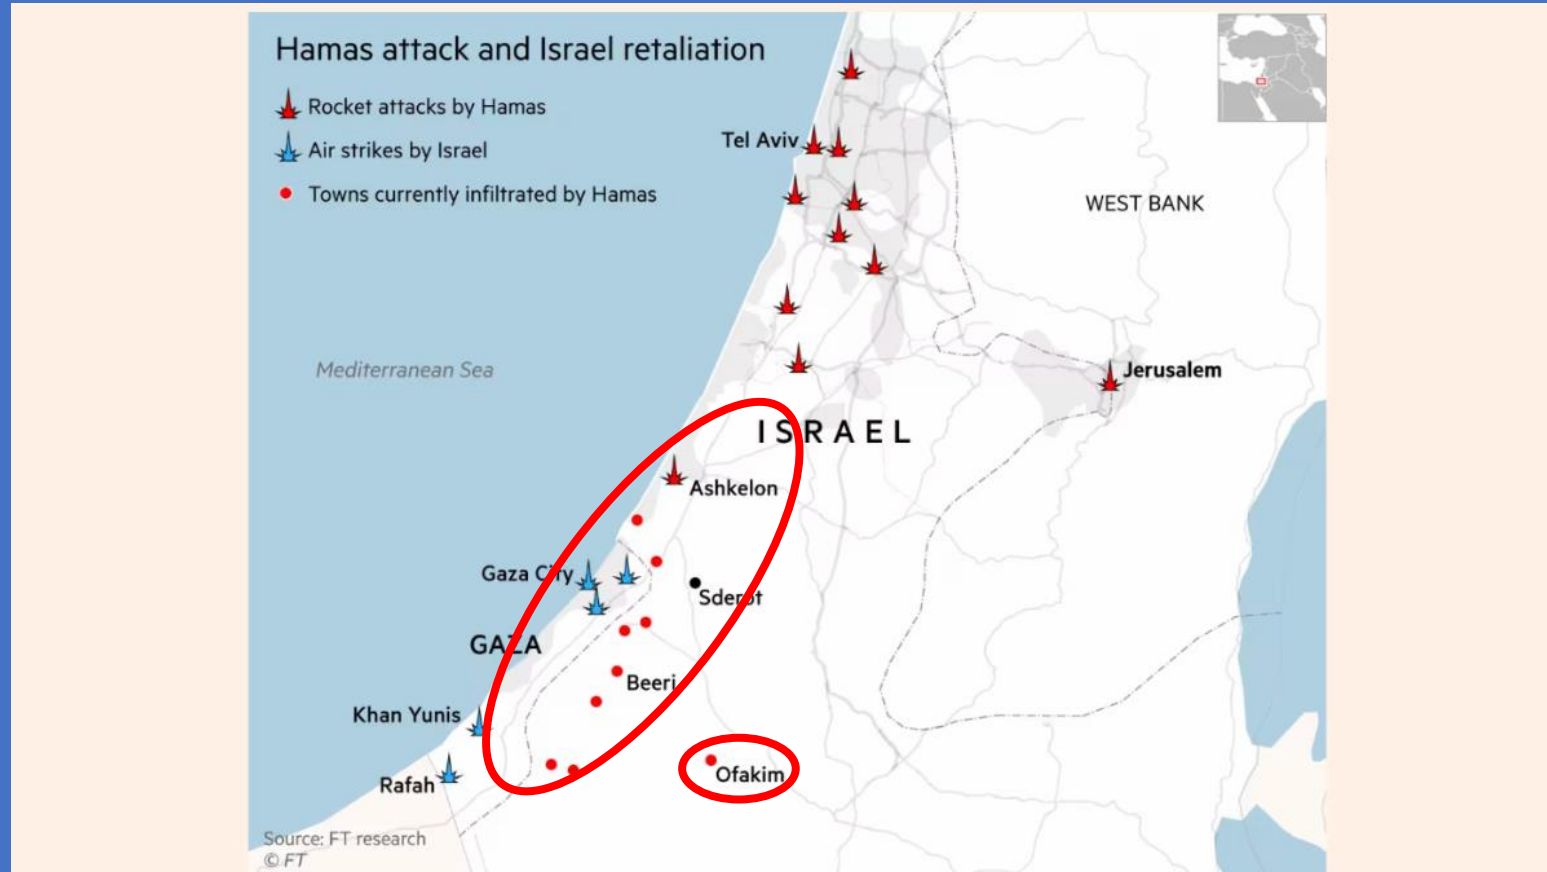 Hamas attack and Israel retaliation
Rocket attacks by Hamas
Air strikes by Israel
Towns currently infiltrated by Hamas
Tel Aviv
WEST BANK
Mediterranean Sea
Jerusalem
ISRAEL
Ashkelon
Gaza City
Sderot
GAZA
Beeri
Khan Yunis
Ofakim
Rafah
Source: FT research
© FT